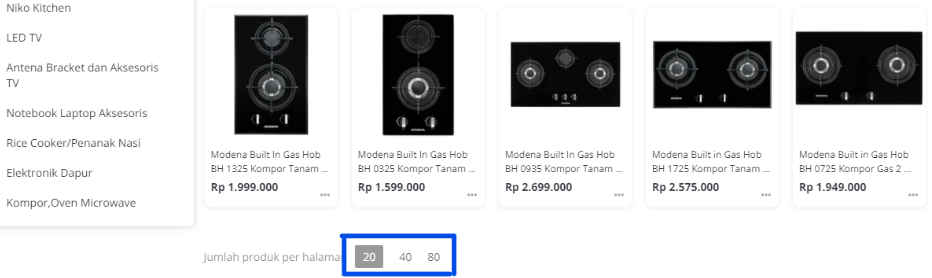 Niko Kitchen
LED TV
Antena Bracket dan Aksesoris
TV
Notebook Laptop Aksesoris
Rice Cooker/Penanak Nasi
Elektronik Dapur
Kompor,Oven Microwave
Modena Built In Gas Hob
BH 1325 Kompor Tanam ...
Rp 1.999.000
Modena Built In Gas Hob
BH 0325 Kompor Tanam ...
Rp 1.599.000
Modena Built In Gas Hob
BH 0935 Kompor Tanam ...
Rp 2.699.000
Modena Built in Gas Hob
BH 1725 Kompor Tanam ...
Rp 2.575.000
Modena Built in Gas Hob
BH 0725 Kompor Gas 2 ...
Rp 1.949.000
Jumlah produk per halama 20 40 80